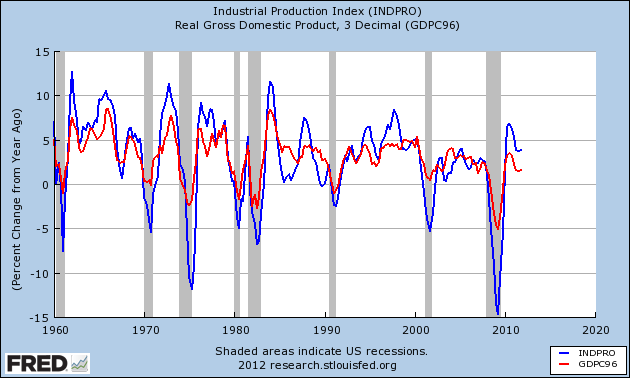 Industrial Production Index (INDPRO)
Real Gross Domestic Product, 3 Decimal (GDPC96)
(Percent Change from Year Ago)
15
10
5
0
-5
-10
-15
1960
1970
1980
1990
2000
2010
2020
Shaded areas indicate US recessions.
2012 research.stlouisfed.org
FRED
INDPRO
GDPC96